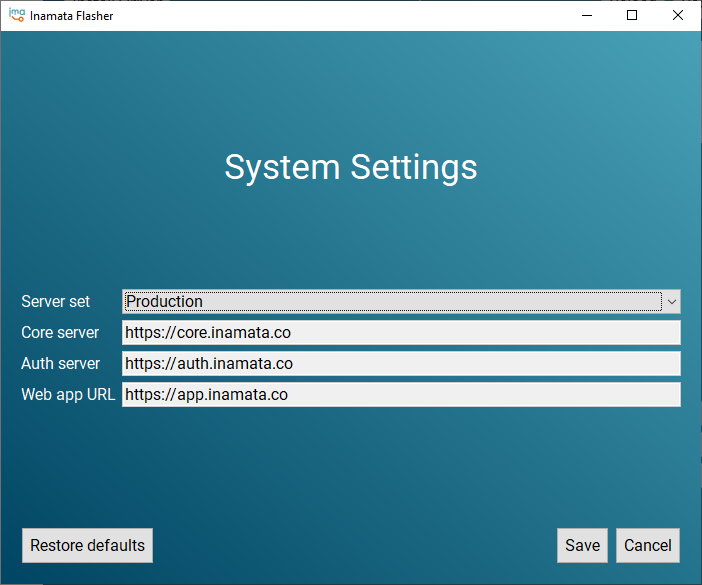 ima
Inamata Flasher
System Settings
Server set Production
Core server https://core.inamata.co
Auth server https://auth.inamata.co
Web app URL https://app.inamata.co
Restore defaults Save Cancel